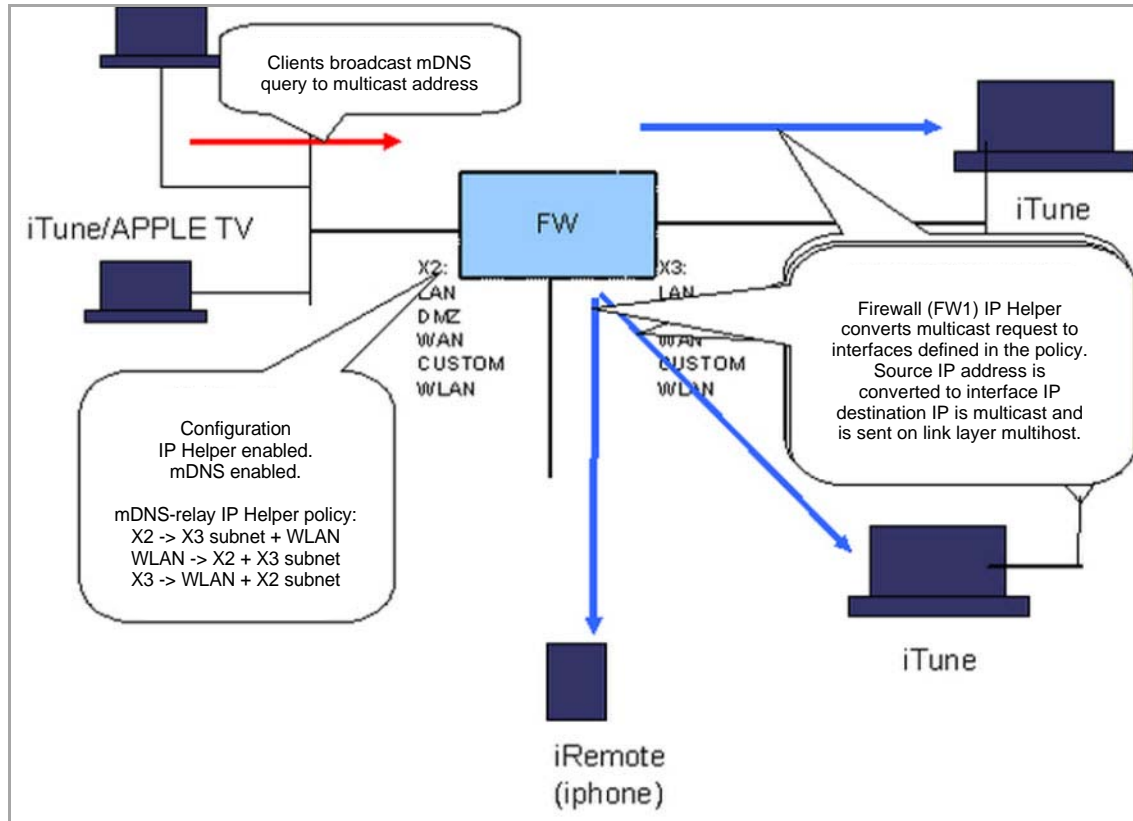 Clients broadcast mDNS
query to multicast address
iTune/APPLE TV
FW
iTune
X2:
LAN
DMZ
WAN
CUSTOM
WLAN
X3:
LAN
WAN
CUSTOM
WLAN
Firewall (FW1) IP Helper
converts multicast request to
interfaces defined in the policy.
Source IP address is
converted to interface IP
destination IP is multicast and
is sent on link layer multihost.
Configuration
IP Helper enabled.
mDNS enabled.
mDNS-relay IP Helper policy:
X2 -> X3 subnet + WLAN
WLAN -> X2 + X3 subnet
X3 -> WLAN + X2 subnet
iTune
iRemote
(iphone)